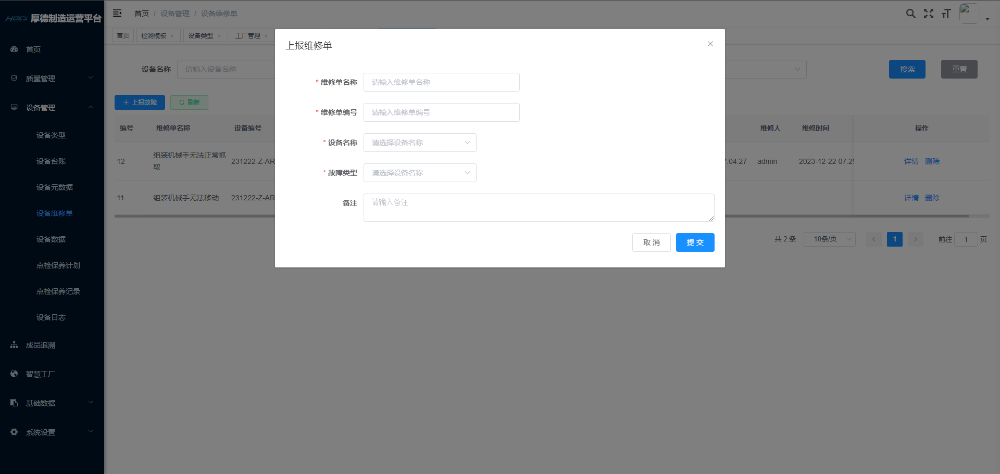 厚德制造运营平台
首页
质量管理
设备管理
设备类型
设备台账
设备元数据
设备维修单
设备数据
点检保养计划
点检保养记录
设备日志
成品追溯
智慧工厂
基础数据
系统设置
首页 / 设备管理 / 设备维修单
首页 检测模板 × 设备类型 × 工厂管理 ×
设备名称 请输入设备名称 搜索 重置
上报故障 刷新
编号 维修单名称 设备编号 维修人 维修时间 操作
12 组装机械手无法正常抓取 231222-Z-AR :04:27 admin 2023-12-22 07:29 详情 删除
11 组装机械手无法移动 231222-Z-AR 详情 删除
共 2 条 10条/页 1 前往 1 页
上报维修单
* 维修单名称 请输入维修单名称
* 维修单编号 请输入维修单编号
* 设备名称 请选择设备名称
* 故障类型 请选择设备名称
备注 请输入备注
取 消 提 交